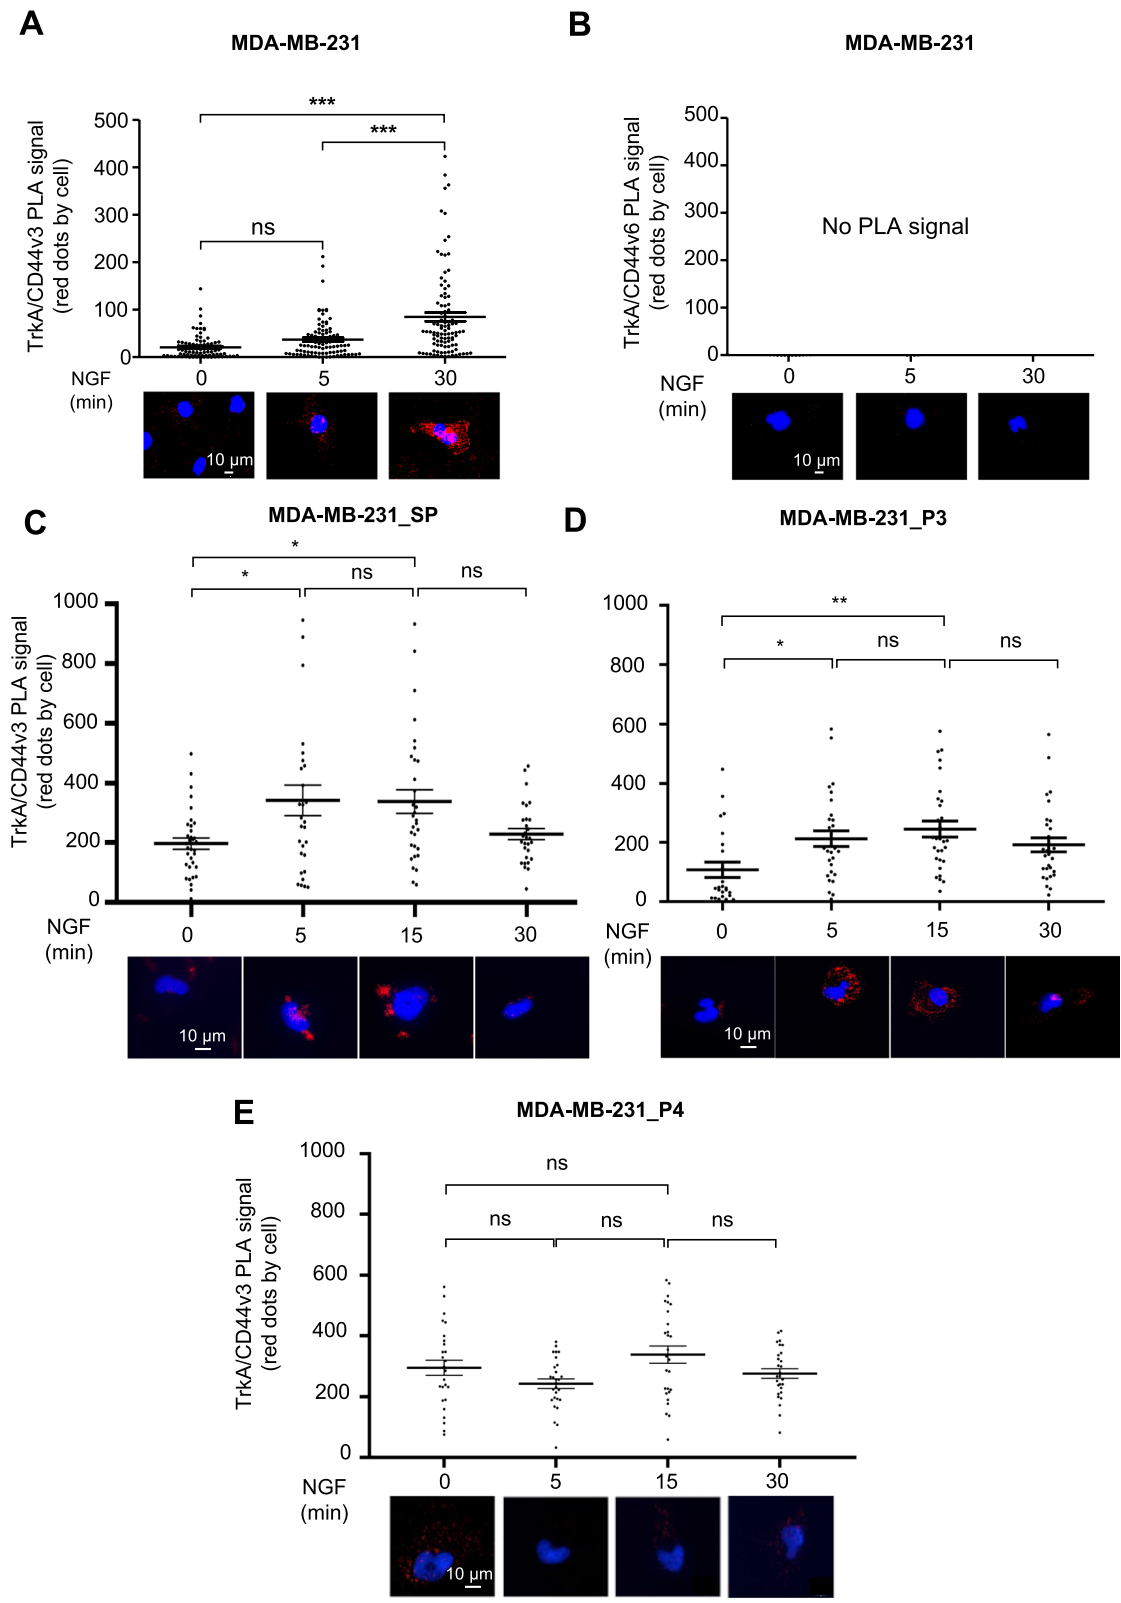 A
MDA-MB-231
***
***
ns
TrkA/CD44v3 PLA signal
(red dots by cell)
500
400
300
200
100
0
0 5 30
NGF
(min)
10 µm
B
MDA-MB-231
TrkA/CD44v6 PLA signal
(red dots by cell)
500
400
300
200
100
0
No PLA signal
0 5 30
NGF
(min)
10 µm
C
MDA-MB-231_SP
*
* ns ns
TrkA/CD44v3 PLA signal
(red dots by cell)
1000
800
600
400
200
0
0 5 15 30
NGF
(min)
10 µm
D
MDA-MB-231_P3
**
* ns ns
1000
800
600
400
200
0
0 5 15 30
NGF
(min)
10 µm
E
MDA-MB-231_P4
ns
ns ns ns
TrkA/CD44v3 PLA signal
(red dots by cell)
1000
800
600
400
200
0
0 5 15 30
NGF
(min)
10 µm